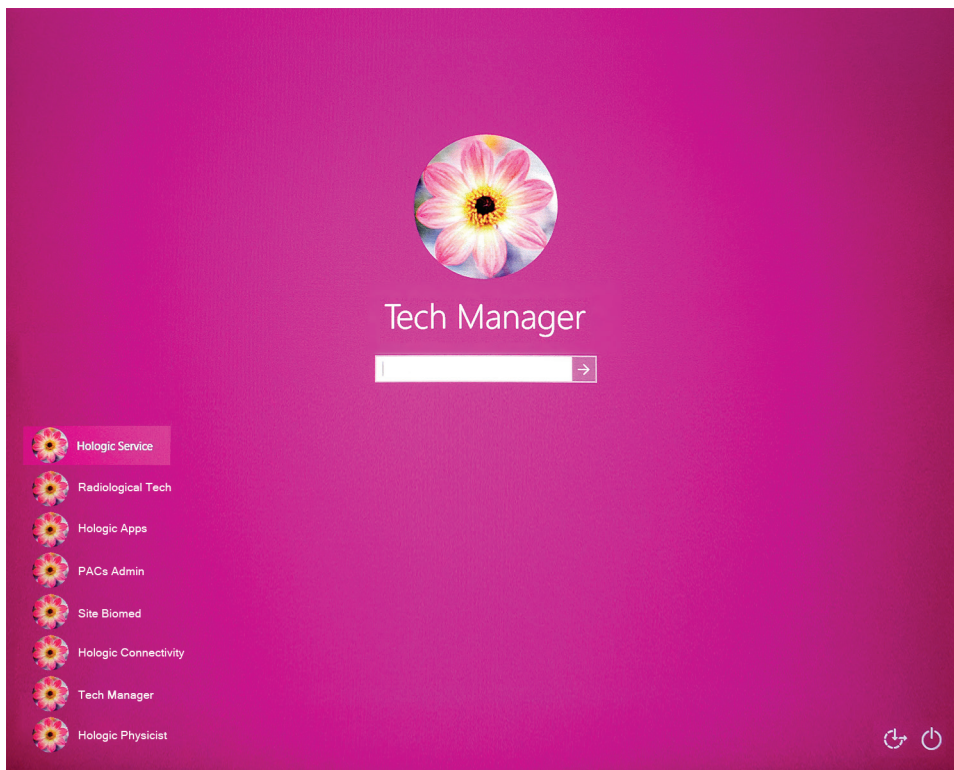 Tech Manager
Hologic Service
Radiological Tech
Hologic Apps
PACs Admin
Site Biomed
Hologic Connectivity
Tech Manager
Hologic Physicist